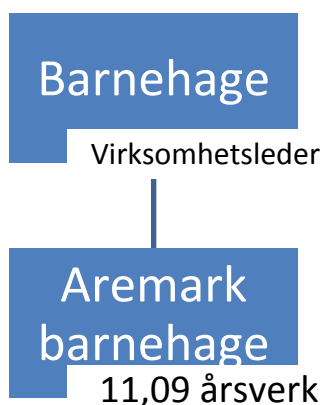 Barnehage
Virksomhetsleder
Aremark
barnehage
11,09 årsverk